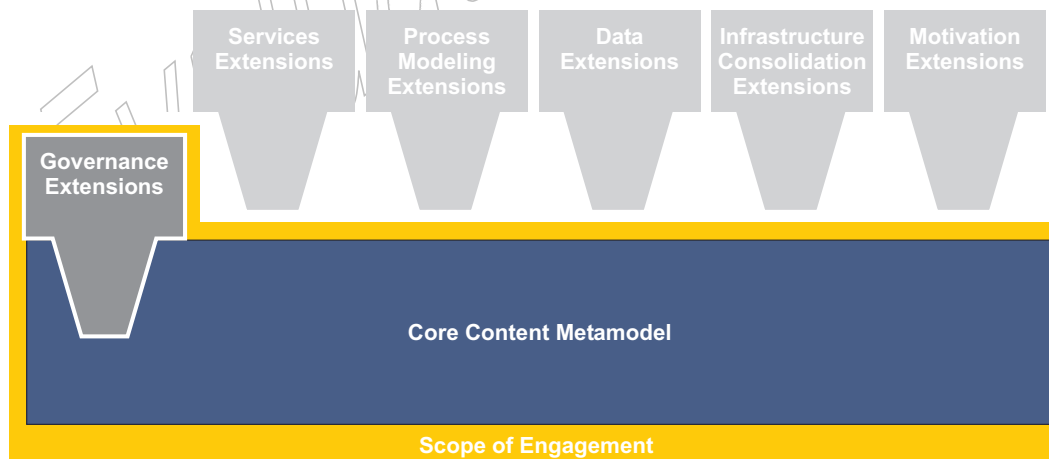 Services
Extensions
Process
Modeling
Extensions
Data
Extensions
Infrastructure
Consolidation
Extensions
Motivation
Extensions
Governance
Extensions
Core Content Metamodel
Scope of Engagement